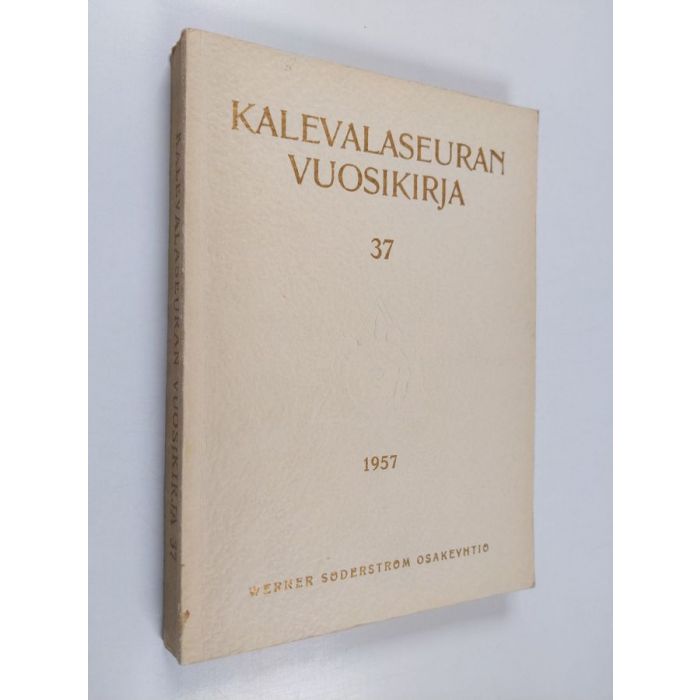 KALEVALASEURAN
VUOSIKIRJA
37
1957
WERNER SÖDERSTRÖM OSAKEYHTIÖ
KALEVALASEURAN VUOSIKIRJA 37